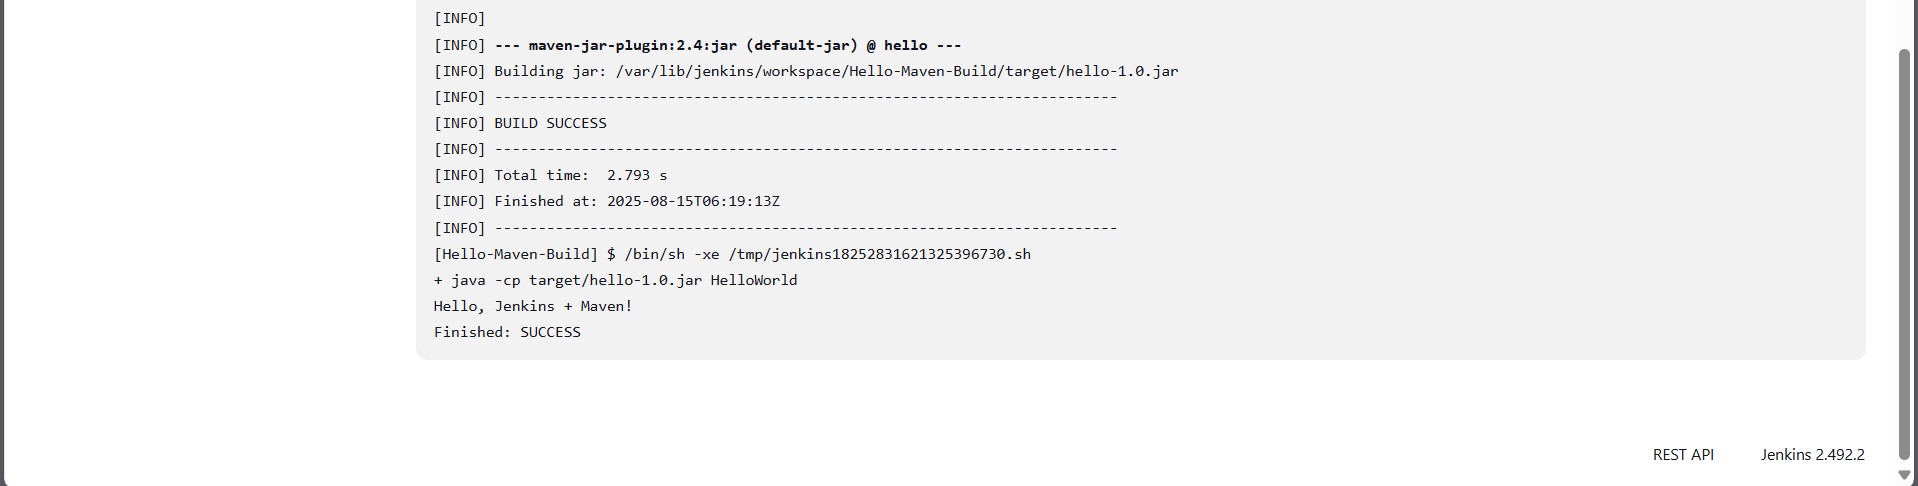 [INFO]
[INFO] --- maven-jar-plugin:2.4:jar (default-jar) @ hello ---
[INFO] Building jar: /var/lib/jenkins/workspace/Hello-Maven-Build/target/hello-1.0.jar
[INFO] ------------------------------------------------------------------------
[INFO] BUILD SUCCESS
[INFO] ------------------------------------------------------------------------
[INFO] Total time:  2.793 s
[INFO] Finished at: 2025-08-15T06:19:13Z
[INFO] ------------------------------------------------------------------------
[Hello-Maven-Build] $ /bin/sh -xe /tmp/jenkins18252831621325396730.sh
+ java -cp target/hello-1.0.jar HelloWorld
Hello, Jenkins + Maven!
Finished: SUCCESS
REST API Jenkins 2.492.2